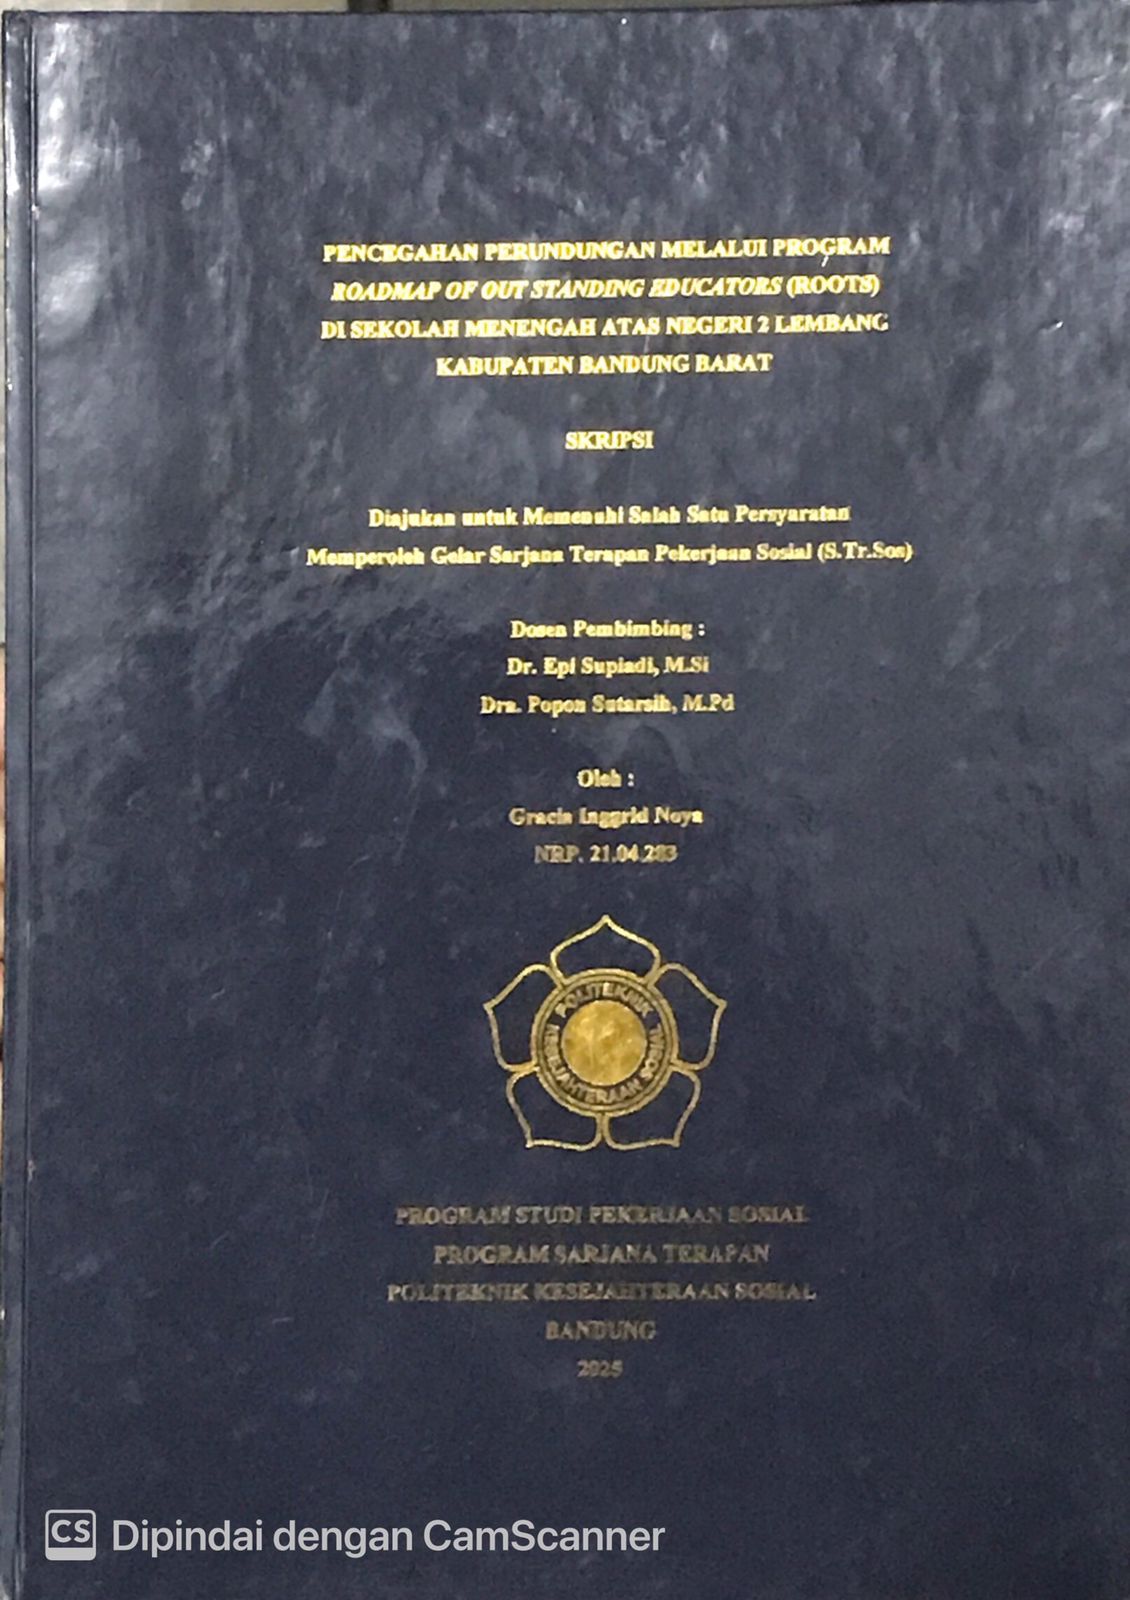 PENCEGAHAN PERUNDUNGAN MELALUI PROGRAM
ROADMAP OF OUT STANDING EDUCATORS (ROOTS)
DI SEKOLAH MENENGAH ATAS NEGERI 2 LEMBANG
KABUPATEN BANDUNG BARAT
SKRIPSI
Diajukan untuk Memenuhi Salah Satu Persyaratan
Memperoleh Gelar Sarjana Terapan Pekerjaan Sosial (S.Tr.Sos)
Dosen Pembimbing :
Dr. Epi Supiadi, M.Si
Dra. Popon Sutarsih, M.Pd
Oleh :
Gracia Inggrid Noya
NRP. 21.04.283
POLITEKNIK KESEJAHTERAAN SOSIAL
PROGRAM STUDI PEKERJAAN SOSIAL
PROGRAM SARJANA TERAPAN
POLITEKNIK KESEJAHTERAAN SOSIAL
BANDUNG
2025
CS Dipindai dengan CamScanner